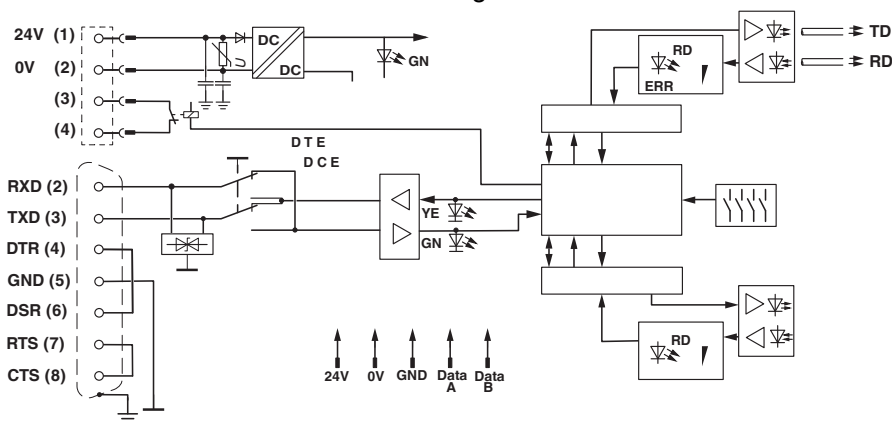 24V (1)
0V (2)
(3)
(4)
U
DC
DC
GN
RD
ERR
TD
RD
DTE
DCE
RXD (2)
TXD (3)
DTR (4)
GND (5)
DSR (6)
RTS (7)
CTS (8)
YE
GN
RD
24V
0V
GND
Data
A
Data
B